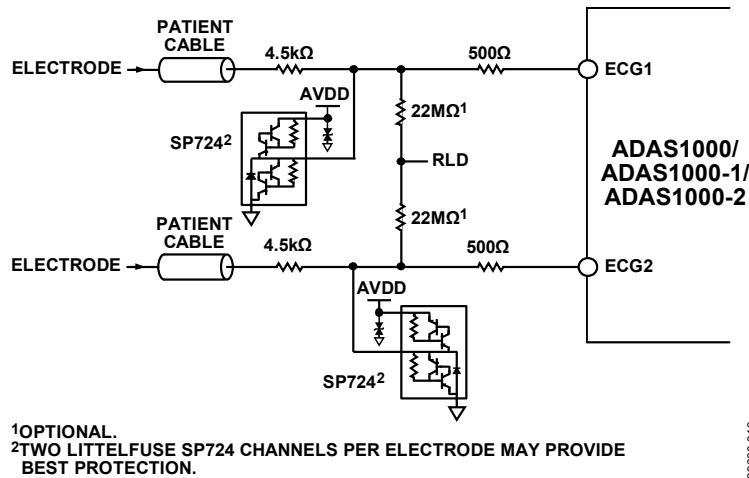 PATIENT
CABLE
4.5kΩ
500Ω
ELECTRODE
ECG1
AVDD
22MΩ1
SP7242
RLD
ADAS1000/
ADAS1000-1/
ADAS1000-2
22MΩ1
PATIENT
CABLE
4.5kΩ
500Ω
ELECTRODE
ECG2
AVDD
SP7242
1OPTIONAL.
2TWO LITTELFUSE SP724 CHANNELS PER ELECTRODE MAY PROVIDE
BEST PROTECTION.